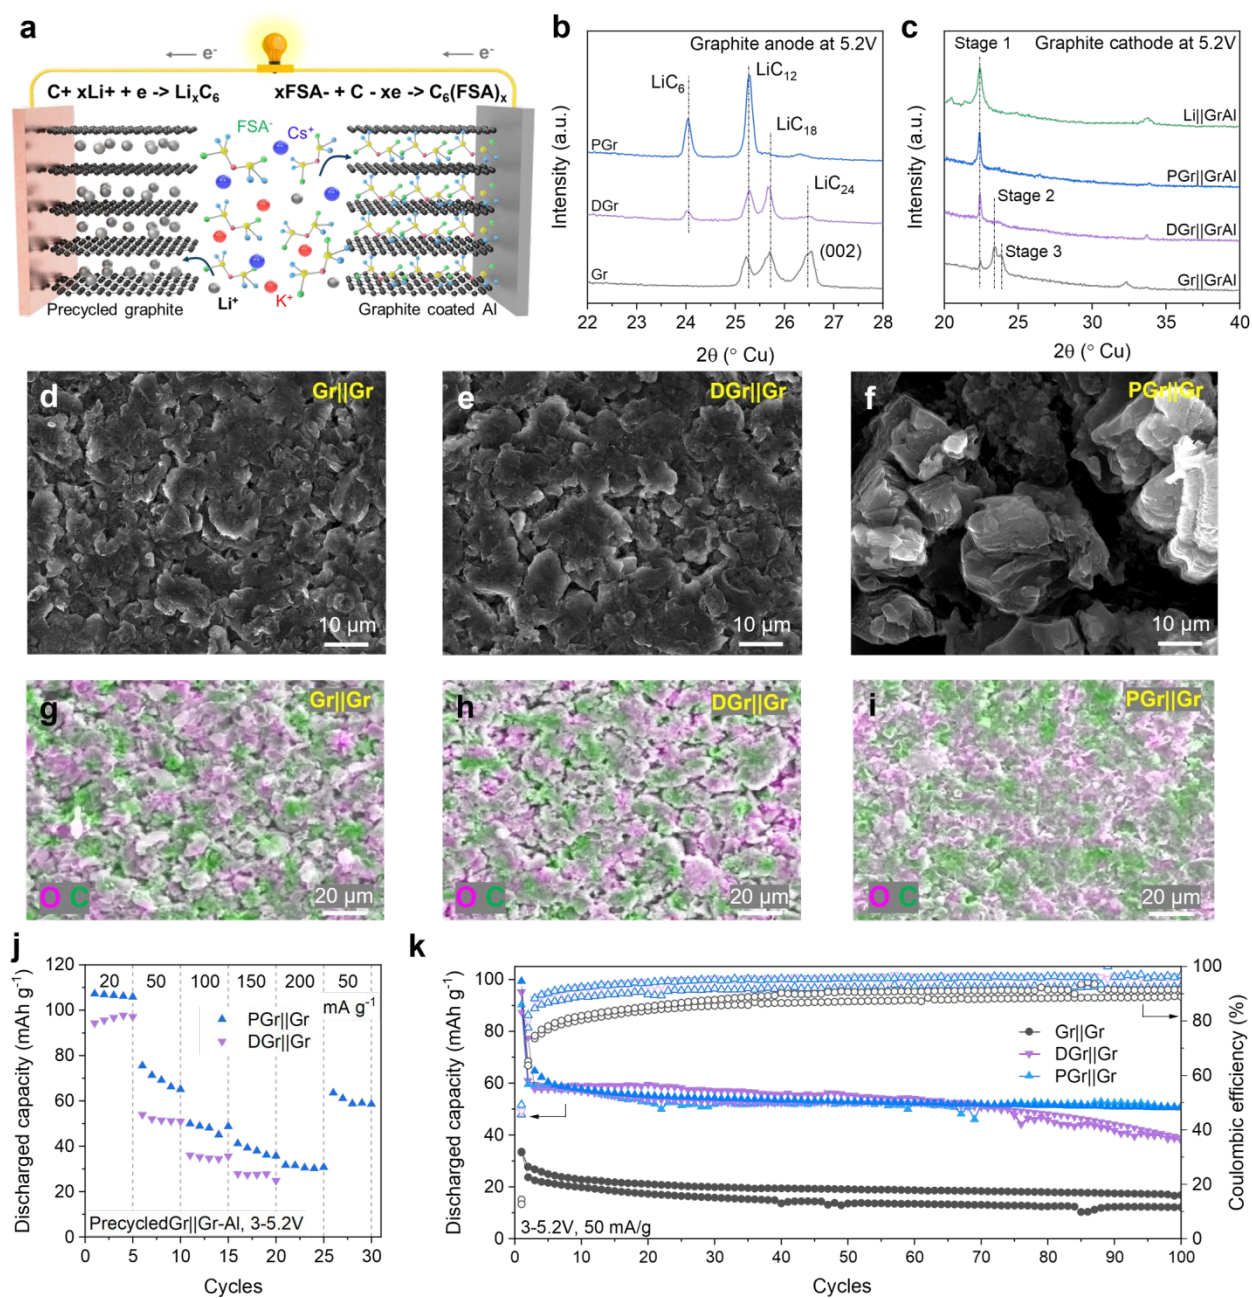 a
e⁻
e⁻
C+ xLi+ + e -> LiₓC₆
xFSA- + C - xe -> C₆(FSA)ₓ
FSA⁻
Cs⁺
Li⁺
K⁺
Precycled graphite
Graphite coated Al
b
Graphite anode at 5.2V
LiC₆
LiC₁₂
LiC₁₈
LiC₂₄
(002)
PGr
DGr
Gr
Intensity (a.u.)
22 23 24 25 26 27 28
2θ (° Cu)
c
Graphite cathode at 5.2V
Stage 1
Stage 2
Stage 3
Li||GrAl
PGr||GrAl
DGr||GrAl
Gr||GrAl
Intensity (a.u.)
20 25 30 35 40
2θ (° Cu)
d
Gr||Gr
10 µm
e
DGr||Gr
10 µm
f
PGr||Gr
10 µm
g
Gr||Gr
O C
20 µm
h
DGr||Gr
O C
20 µm
i
PGr||Gr
O C
20 µm
j
Discharged capacity (mAh g⁻¹)
120
100
80
60
40
20
0
20 50 100 150 200 50
mA g⁻¹
PGr||Gr
DGr||Gr
PrecycledGr||Gr-Al, 3-5.2V
0 5 10 15 20 25 30
Cycles
k
Discharged capacity (mAh g⁻¹)
100
80
60
40
20
0
Gr||Gr
DGr||Gr
PGr||Gr
3-5.2V, 50 mA/g
0 10 20 30 40 50 60 70 80 90 100
Cycles
100
80
60
40
20
0
Coulombic efficiency (%)